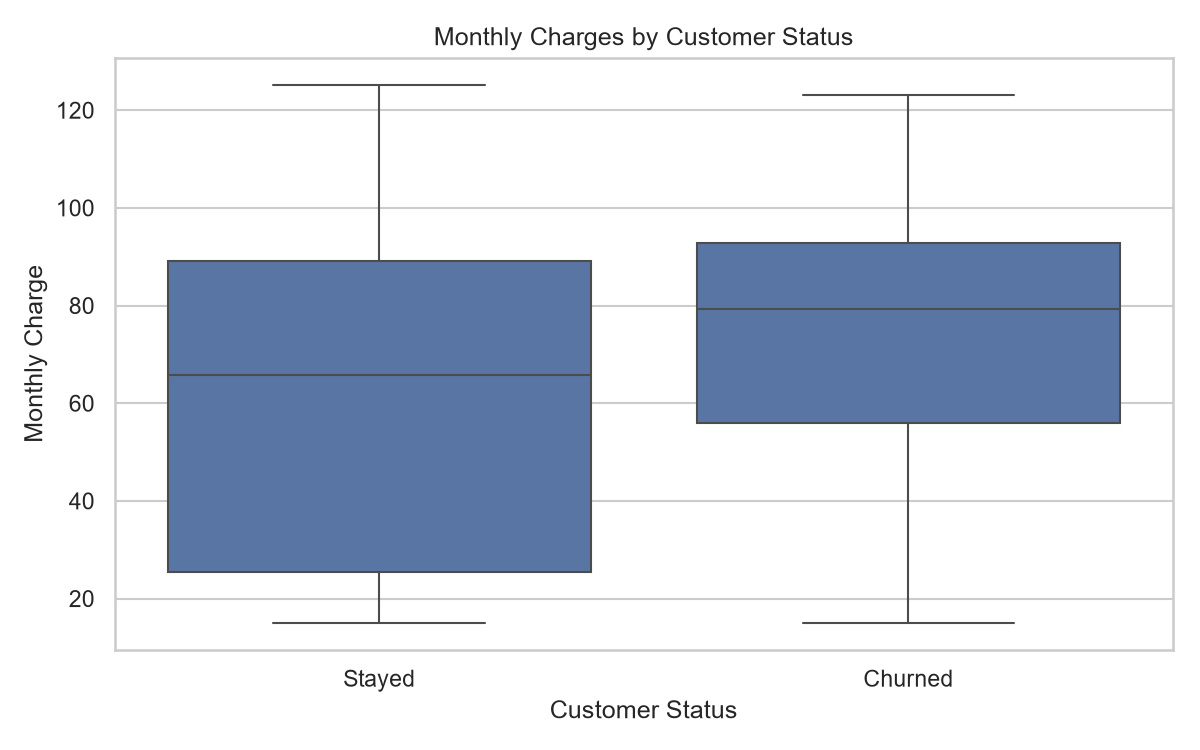 Monthly Charges by Customer Status
Monthly Charge
120
100
80
60
40
20
Stayed
Churned
Customer Status